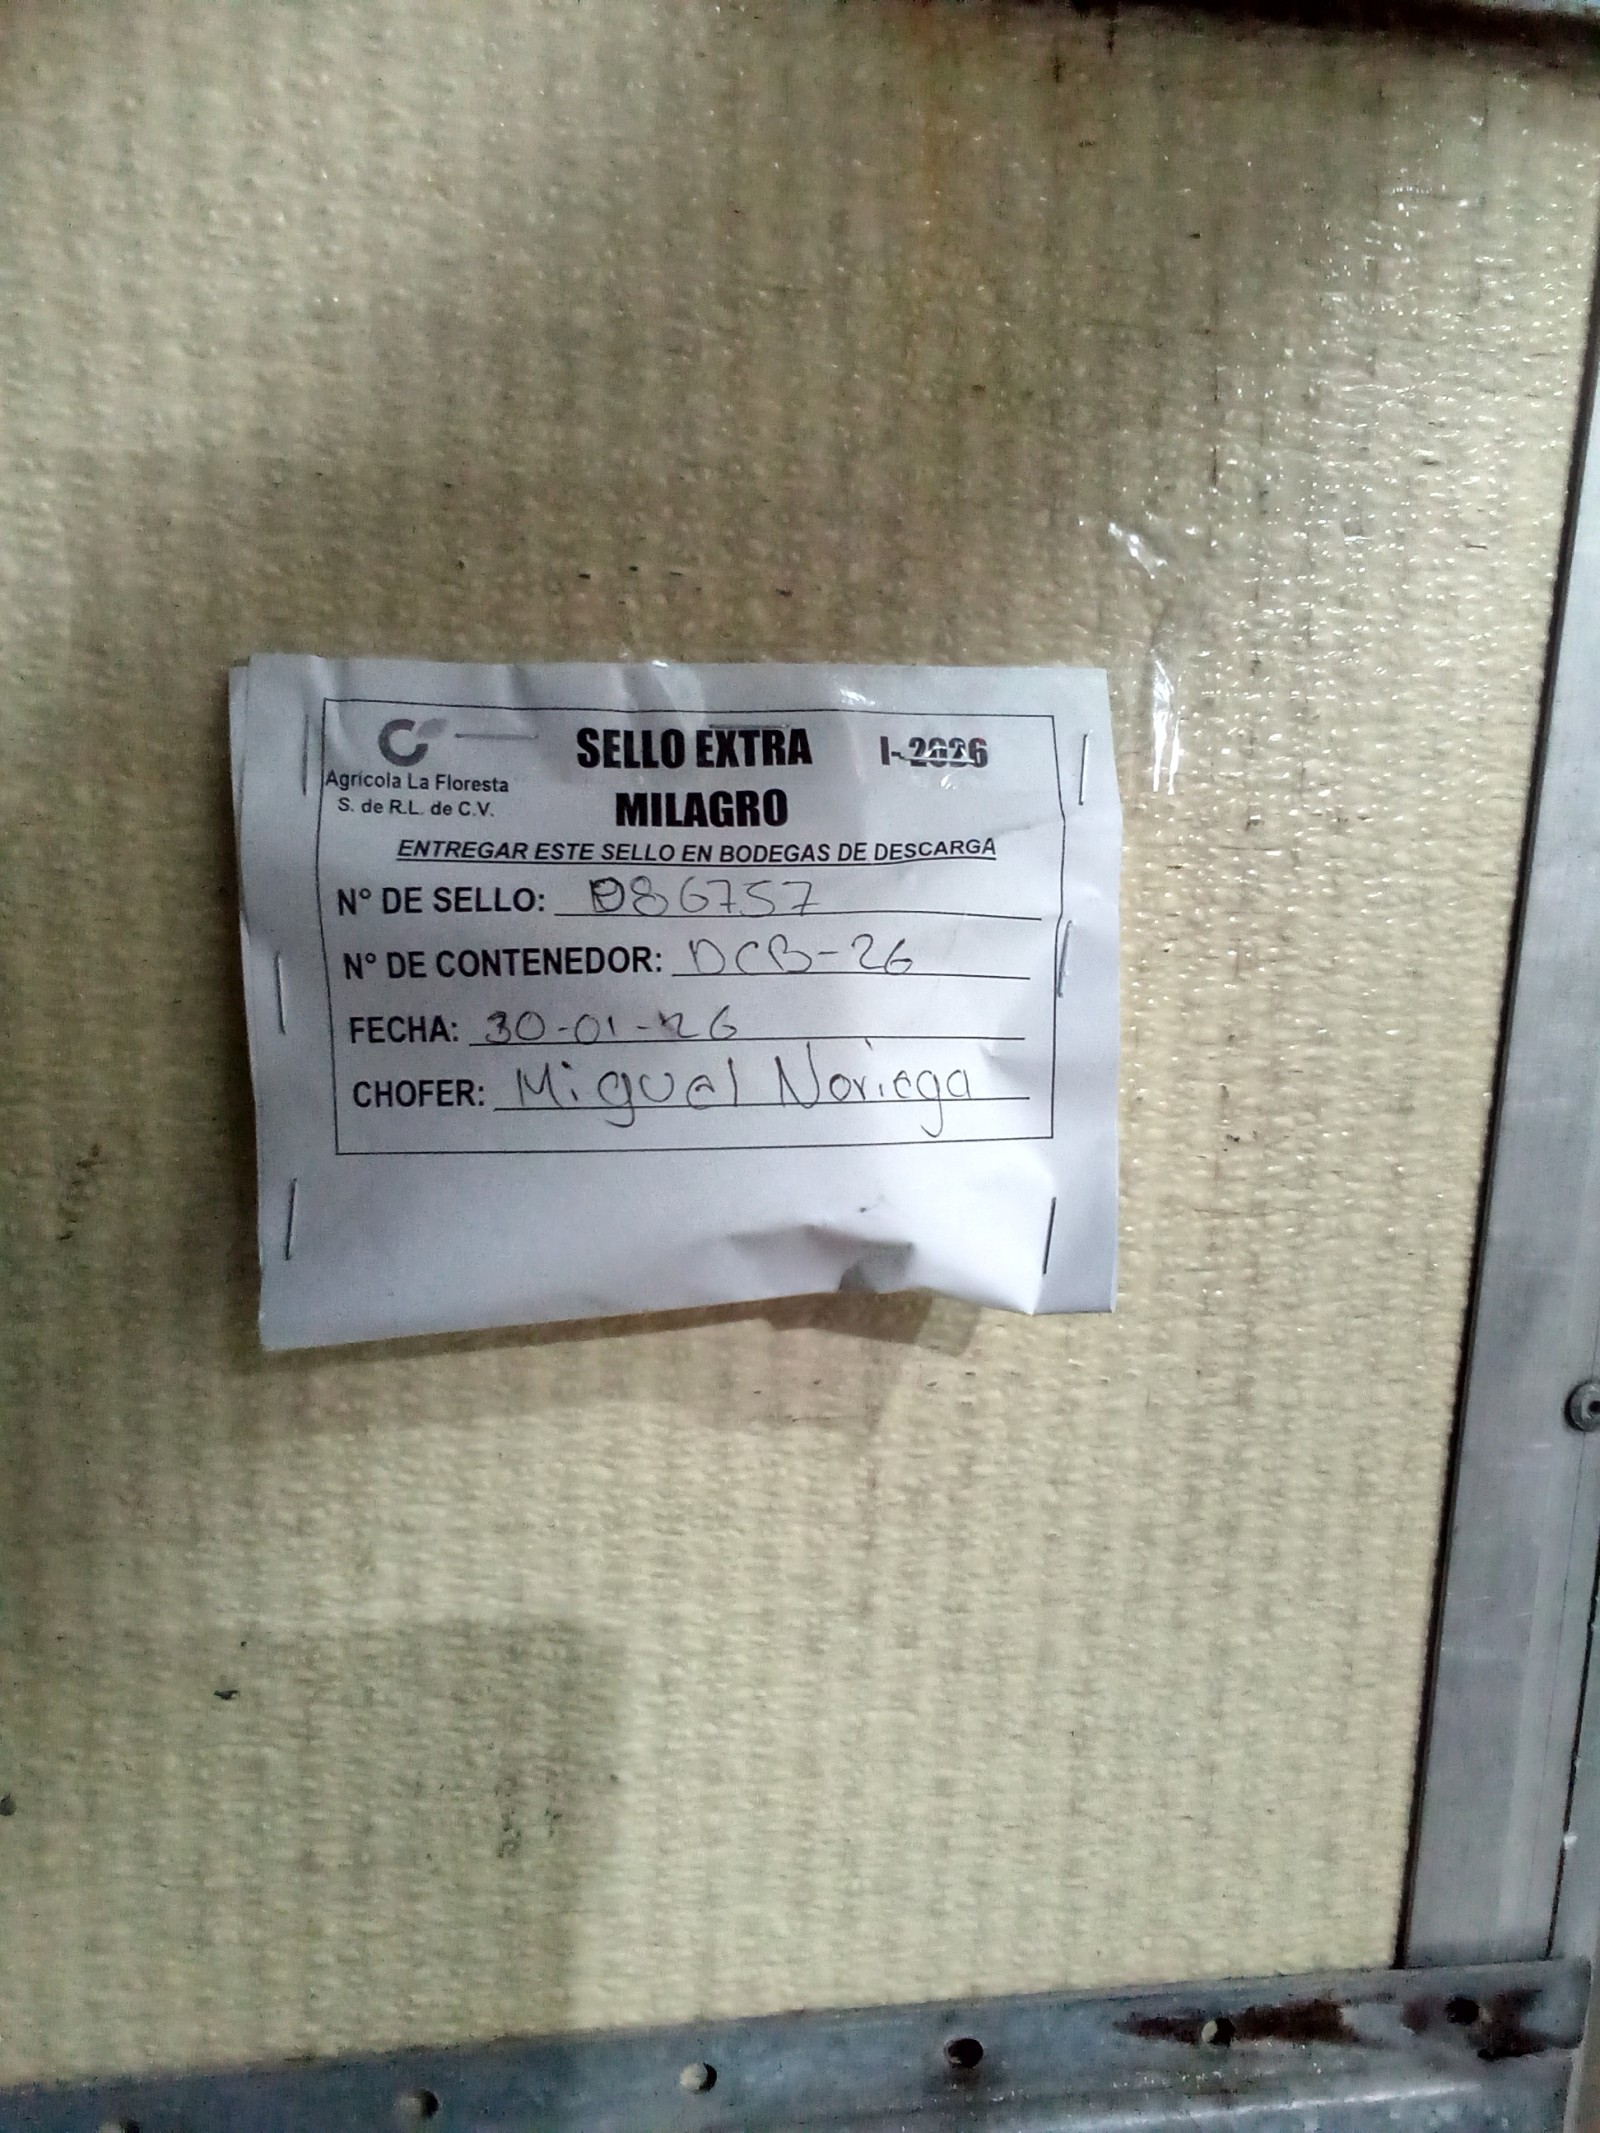 SELLO EXTRA I-2026
Agrícola La Floresta
S. de R.L. de C.V.
MILAGRO
ENTREGAR ESTE SELLO EN BODEGAS DE DESCARGA
N° DE SELLO: 086757
N° DE CONTENEDOR: DCB-26
FECHA: 30-01-26
CHOFER: Miguel Noriega